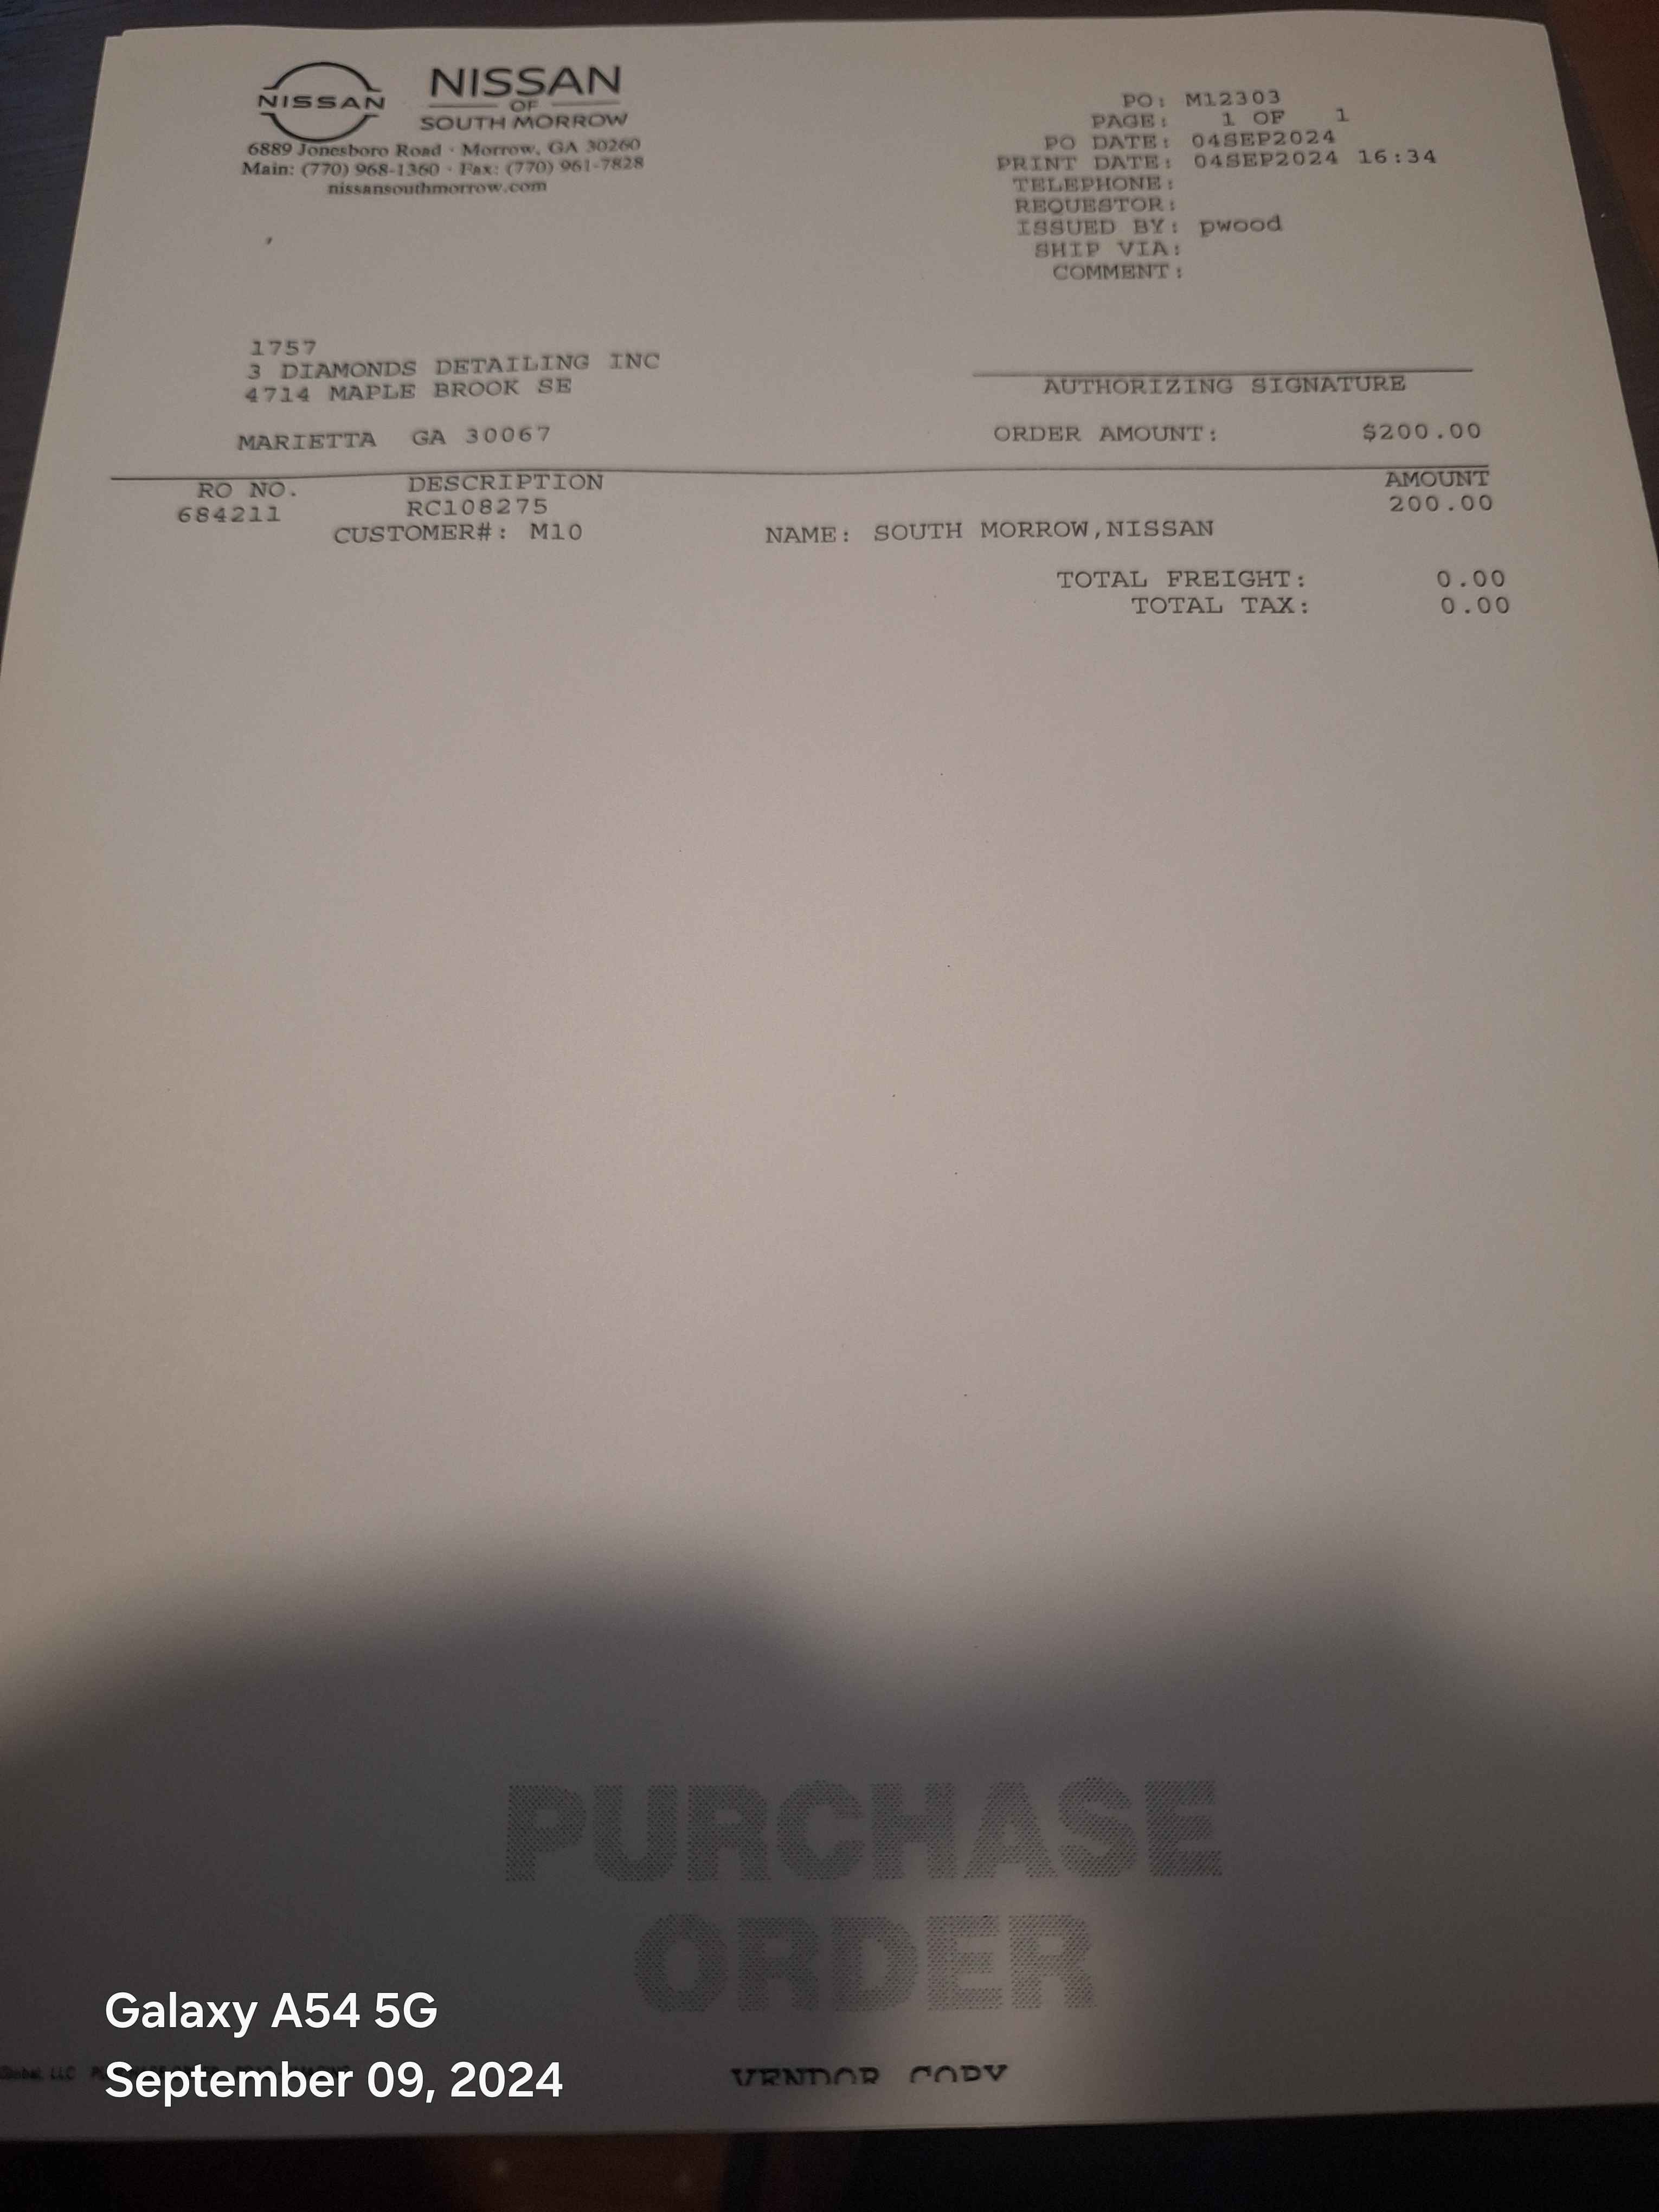 NISSAN
NISSAN
OF
SOUTH MORROW
6889 Jonesboro Road · Morrow, GA 30260
Main: (770) 968-1360 · Fax: (770) 961-7828
nissansouthmorrow.com
PO: M12303
PAGE: 1 OF 1
PO DATE: 04SEP2024
PRINT DATE: 04SEP2024 16:34
TELEPHONE:
REQUESTOR:
ISSUED BY: pwood
SHIP VIA:
COMMENT:
1757
3 DIAMONDS DETAILING INC
4714 MAPLE BROOK SE
MARIETTA GA 30067
AUTHORIZING SIGNATURE
ORDER AMOUNT: $200.00
RO NO. DESCRIPTION AMOUNT
684211 RC108275 200.00
CUSTOMER#: M10 NAME: SOUTH MORROW,NISSAN
TOTAL FREIGHT: 0.00
TOTAL TAX: 0.00
PURCHASE
ORDER
Galaxy A54 5G
Global, LLC
September 09, 2024
VENDOR COPY